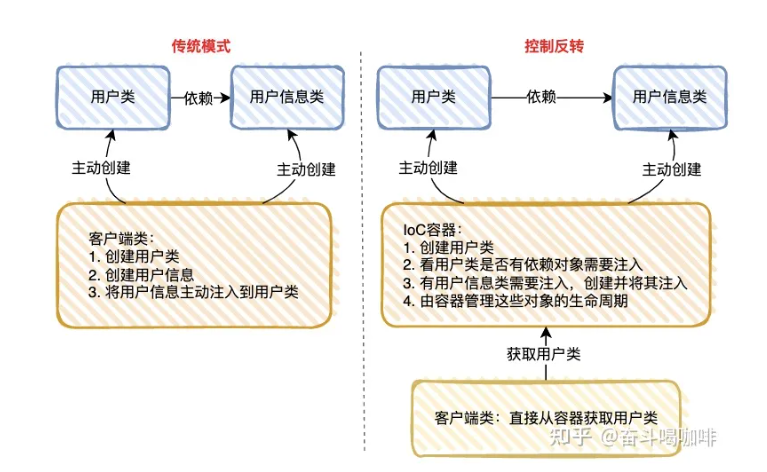 传统模式
用户类
依赖
用户信息类
主动创建
主动创建
客户端类：
1. 创建用户类
2. 创建用户信息
3. 将用户信息主动注入到用户类
控制反转
用户类
依赖
用户信息类
主动创建
主动创建
IoC容器：
1. 创建用户类
2. 看用户类是否有依赖对象需要注入
3. 有用户信息类需要注入，创建并将其注入
4. 由容器管理这些对象的生命周期
获取用户类
客户端类：直接从容器获取用户类
知乎 @奋斗喝咖啡